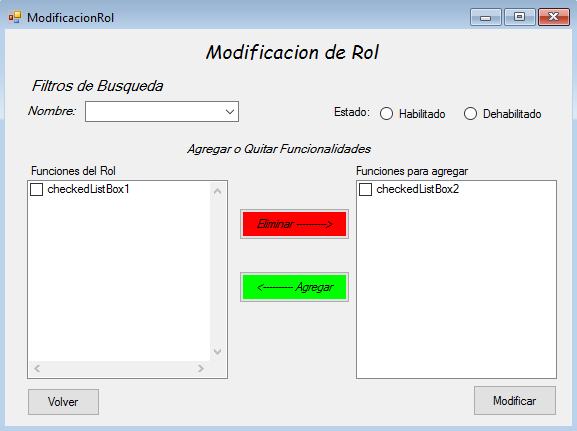 ModificacionRol
Modificacion de Rol
Filtros de Busqueda
Nombre:
Estado:
Habilitado
Dehabilitado
Agregar o Quitar Funcionalidades
Funciones del Rol
Funciones para agregar
checkedListBox1
checkedListBox2
Eliminar --------->
<--------- Agregar
Volver
Modificar